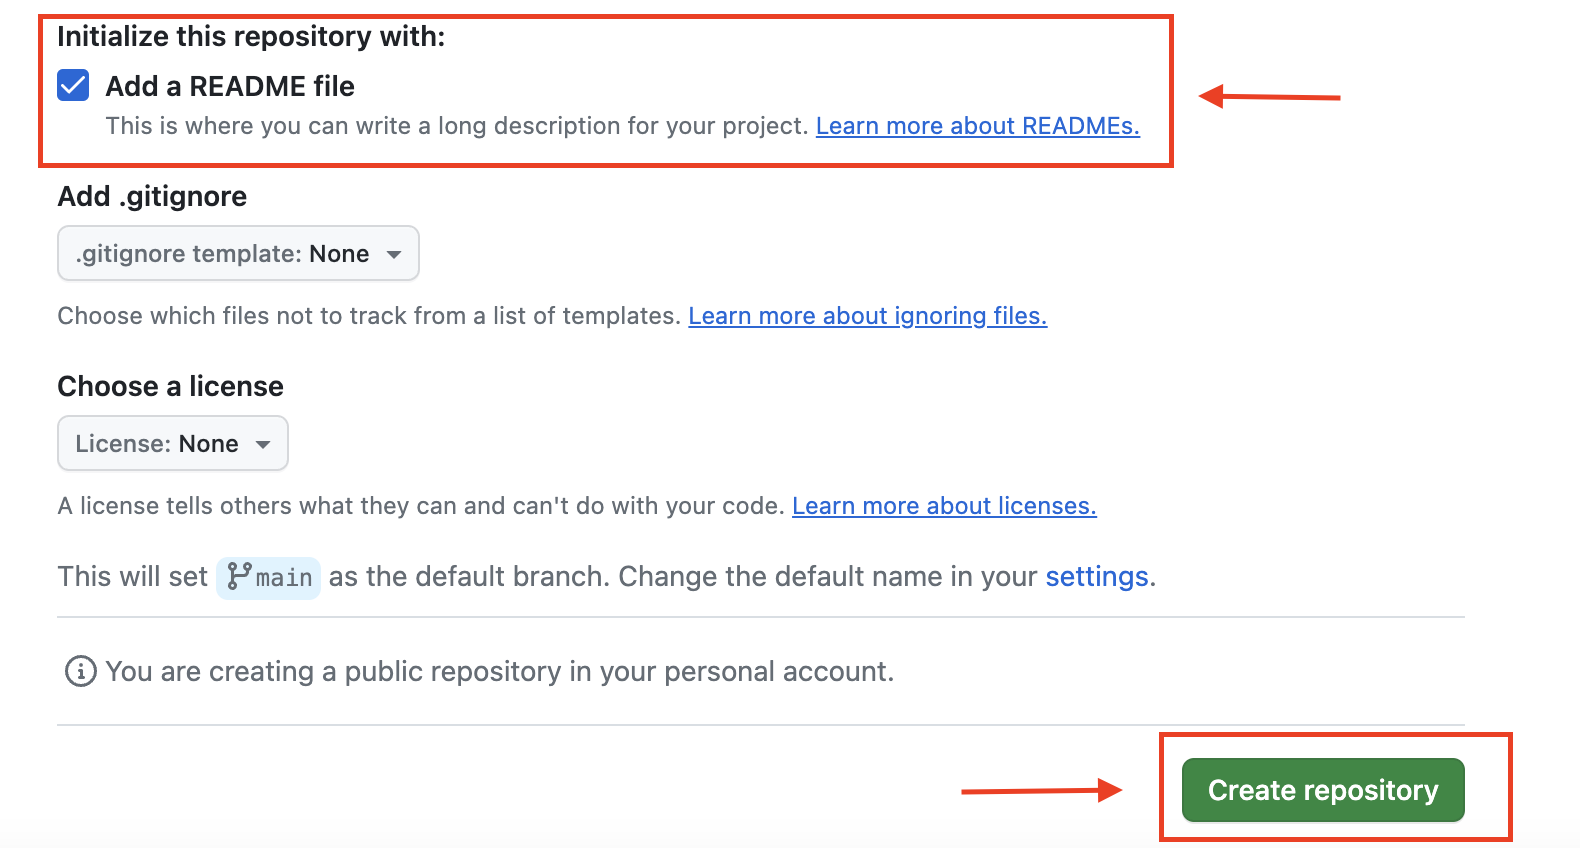 Initialize this repository with:
Add a README file
This is where you can write a long description for your project. Learn more about READMEs.
Add .gitignore
.gitignore template: None
Choose which files not to track from a list of templates. Learn more about ignoring files.
Choose a license
License: None
A license tells others what they can and can't do with your code. Learn more about licenses.
This will set main as the default branch. Change the default name in your settings.
You are creating a public repository in your personal account.
Create repository